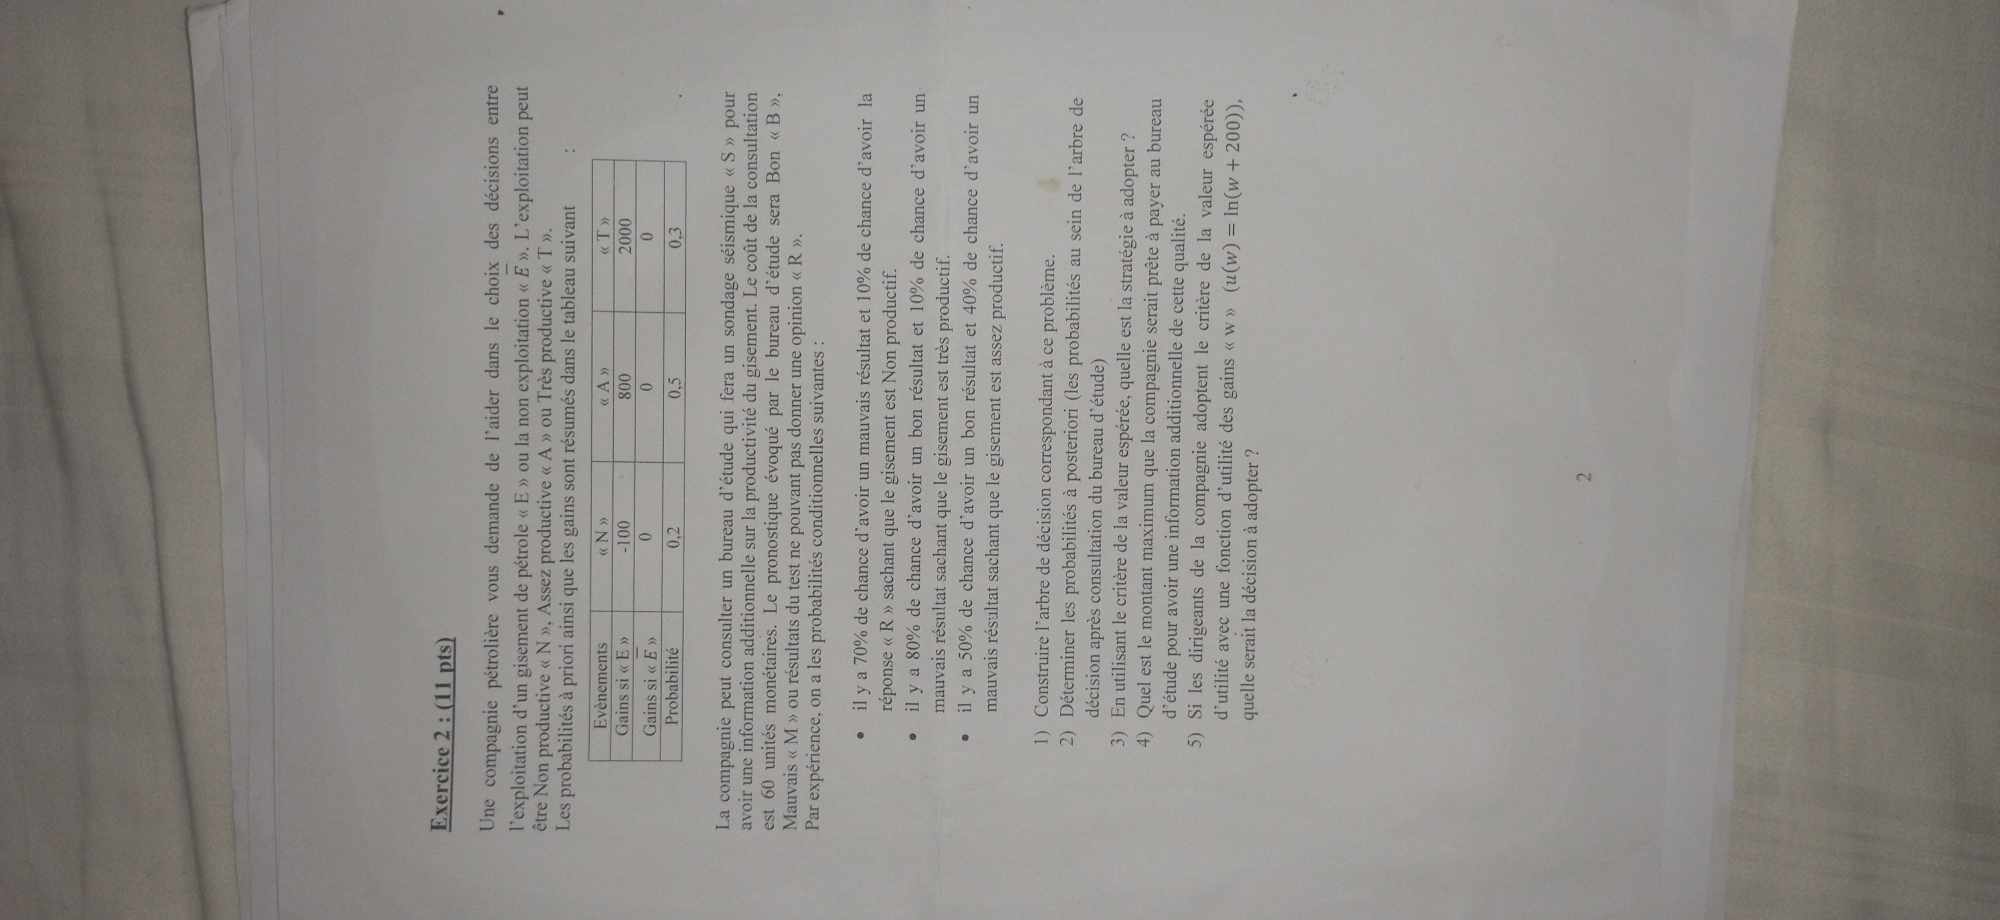 Exercice 2 : (11 pts)
Une compagnie pétrolière vous demande de l'aider dans le choix des décisions entre
l'exploitation d'un gisement de pétrole « E » ou la non exploitation « E̅ ». L'exploitation peut
être Non productive « N », Assez productive « A » ou Très productive « T ».
Les probabilités à priori ainsi que les gains sont résumés dans le tableau suivant :
Evènements « N » « A » « T »
Gains si « E » -100 800 2000
Gains si « E̅ » 0 0 0
Probabilité 0,2 0,5 0,3
La compagnie peut consulter un bureau d'étude qui fera un sondage séismique « S » pour
avoir une information additionnelle sur la productivité du gisement. Le coût de la consultation
est 60 unités monétaires. Le pronostique évoqué par le bureau d'étude sera Bon « B »,
Mauvais « M » ou résultats du test ne pouvant pas donner une opinion « R ».
Par expérience, on a les probabilités conditionnelles suivantes :
• il y a 70% de chance d'avoir un mauvais résultat et 10% de chance d'avoir la
réponse « R » sachant que le gisement est Non productif.
• il y a 80% de chance d'avoir un bon résultat et 10% de chance d'avoir un
mauvais résultat sachant que le gisement est très productif.
• il y a 50% de chance d'avoir un bon résultat et 40% de chance d'avoir un
mauvais résultat sachant que le gisement est assez productif.
1) Construire l'arbre de décision correspondant à ce problème.
2) Déterminer les probabilités à posteriori (les probabilités au sein de l'arbre de
décision après consultation du bureau d'étude)
3) En utilisant le critère de la valeur espérée, quelle est la stratégie à adopter ?
4) Quel est le montant maximum que la compagnie serait prête à payer au bureau
d'étude pour avoir une information additionnelle de cette qualité.
5) Si les dirigeants de la compagnie adoptent le critère de la valeur espérée
d'utilité avec une fonction d'utilité des gains « w » (u(w) = ln(w + 200)),
quelle serait la décision à adopter ?
2